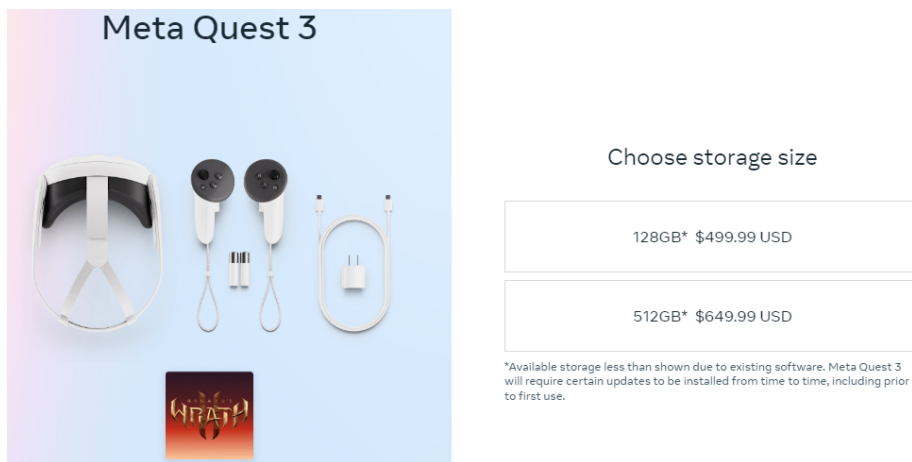 Meta Quest 3
ASGARD'S
WRATH
Choose storage size
128GB* $499.99 USD
512GB* $649.99 USD
*Available storage less than shown due to existing software. Meta Quest 3
will require certain updates to be installed from time to time, including prior
to first use.